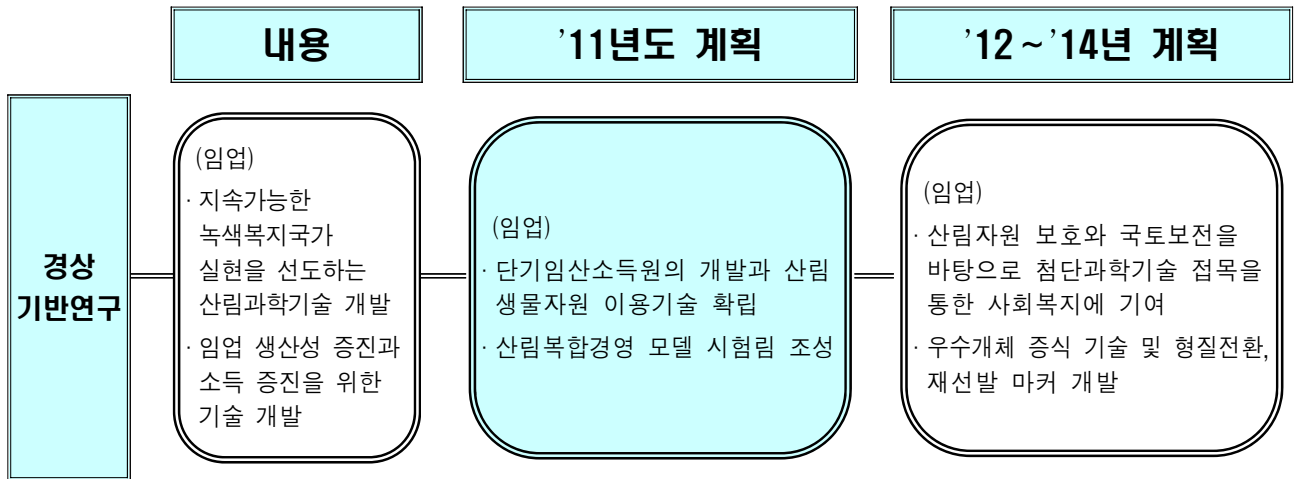 내용
’11년도 계획
’12～’14년 계획
경상
기반연구
(임업)
· 지속가능한
녹색복지국가
실현을 선도하는
산림과학기술 개발
· 임업 생산성 증진과
소득 증진을 위한
기술 개발
(임업)
· 단기임산소득원의 개발과 산림
생물자원 이용기술 확립
· 산림복합경영 모델 시험림 조성
(임업)
· 산림자원 보호와 국토보전을
바탕으로 첨단과학기술 접목을
통한 사회복지에 기여
· 우수개체 증식 기술 및 형질전환,
재선발 마커 개발